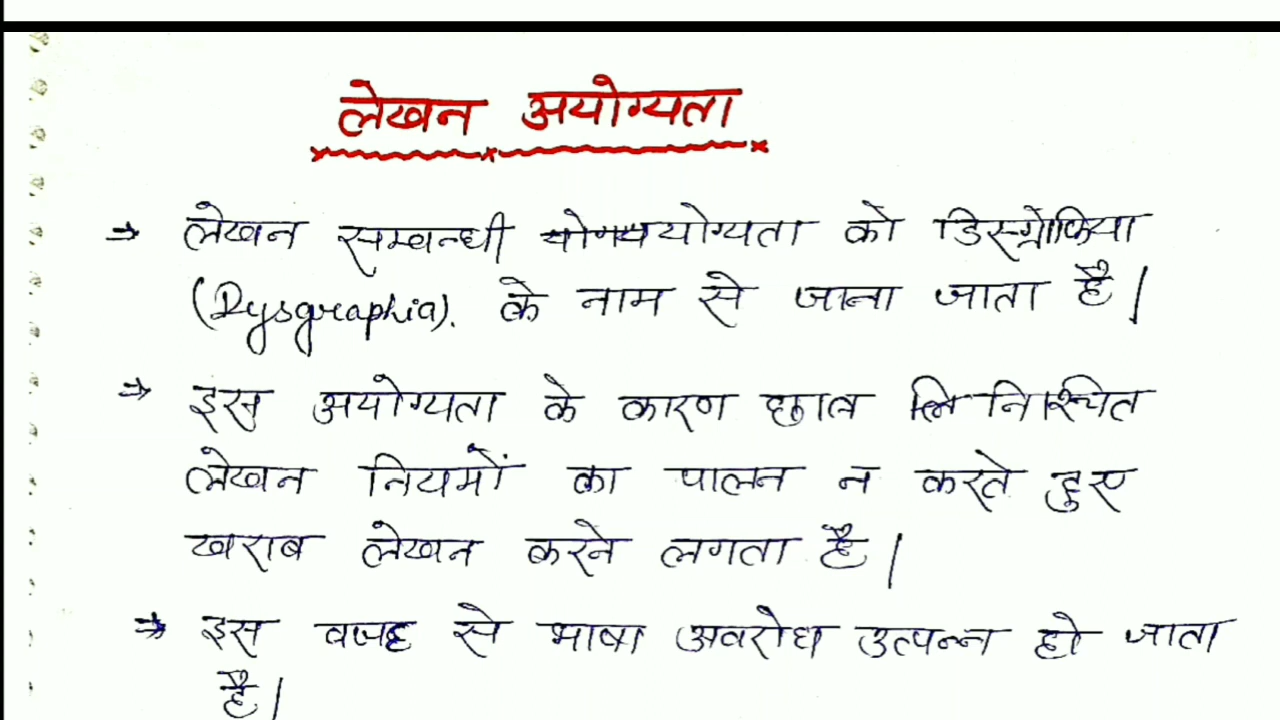 लेखन अयोग्यता
⇒ लेखन सम्बन्धी योग्यता को डिस्ग्रोफिया
(Dysgraphia). के नाम से जाना जाता है।
⇒ इस अयोग्यता के कारण छात्र निश्चित
लेखन नियमों का पालन न करते हुए
खराब लेखन करने लगता है।
⇒ इस वजह से भाषा अवरोध उत्पन्न हो जाता
है।